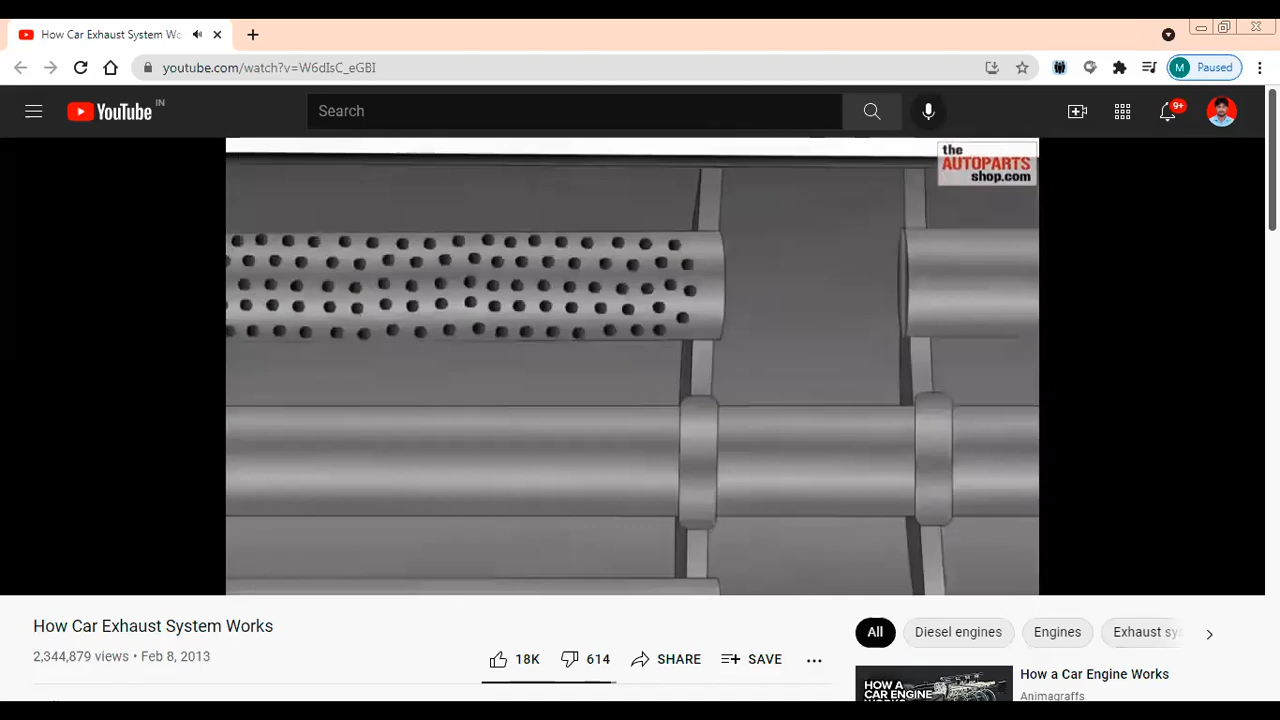 How Car Exhaust System Wo
youtube.com/watch?v=W6dIsC_eGBI
M Paused
YouTube IN
Search
9+
the
AUTOPARTS
shop.com
How Car Exhaust System Works
2,344,879 views • Feb 8, 2013
18K 614 SHARE SAVE
All Diesel engines Engines Exhaust sy
HOW A
CAR ENGINE
How a Car Engine Works
Animagraffs